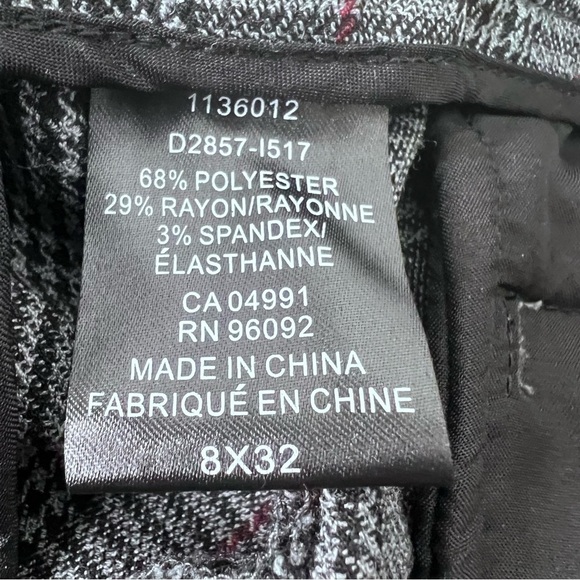 1136012
D2857-I517
68% POLYESTER
29% RAYON/RAYONNE
3% SPANDEX/
ÉLASTHANNE
CA 04991
RN 96092
MADE IN CHINA
FABRIQUÉ EN CHINE
8X32